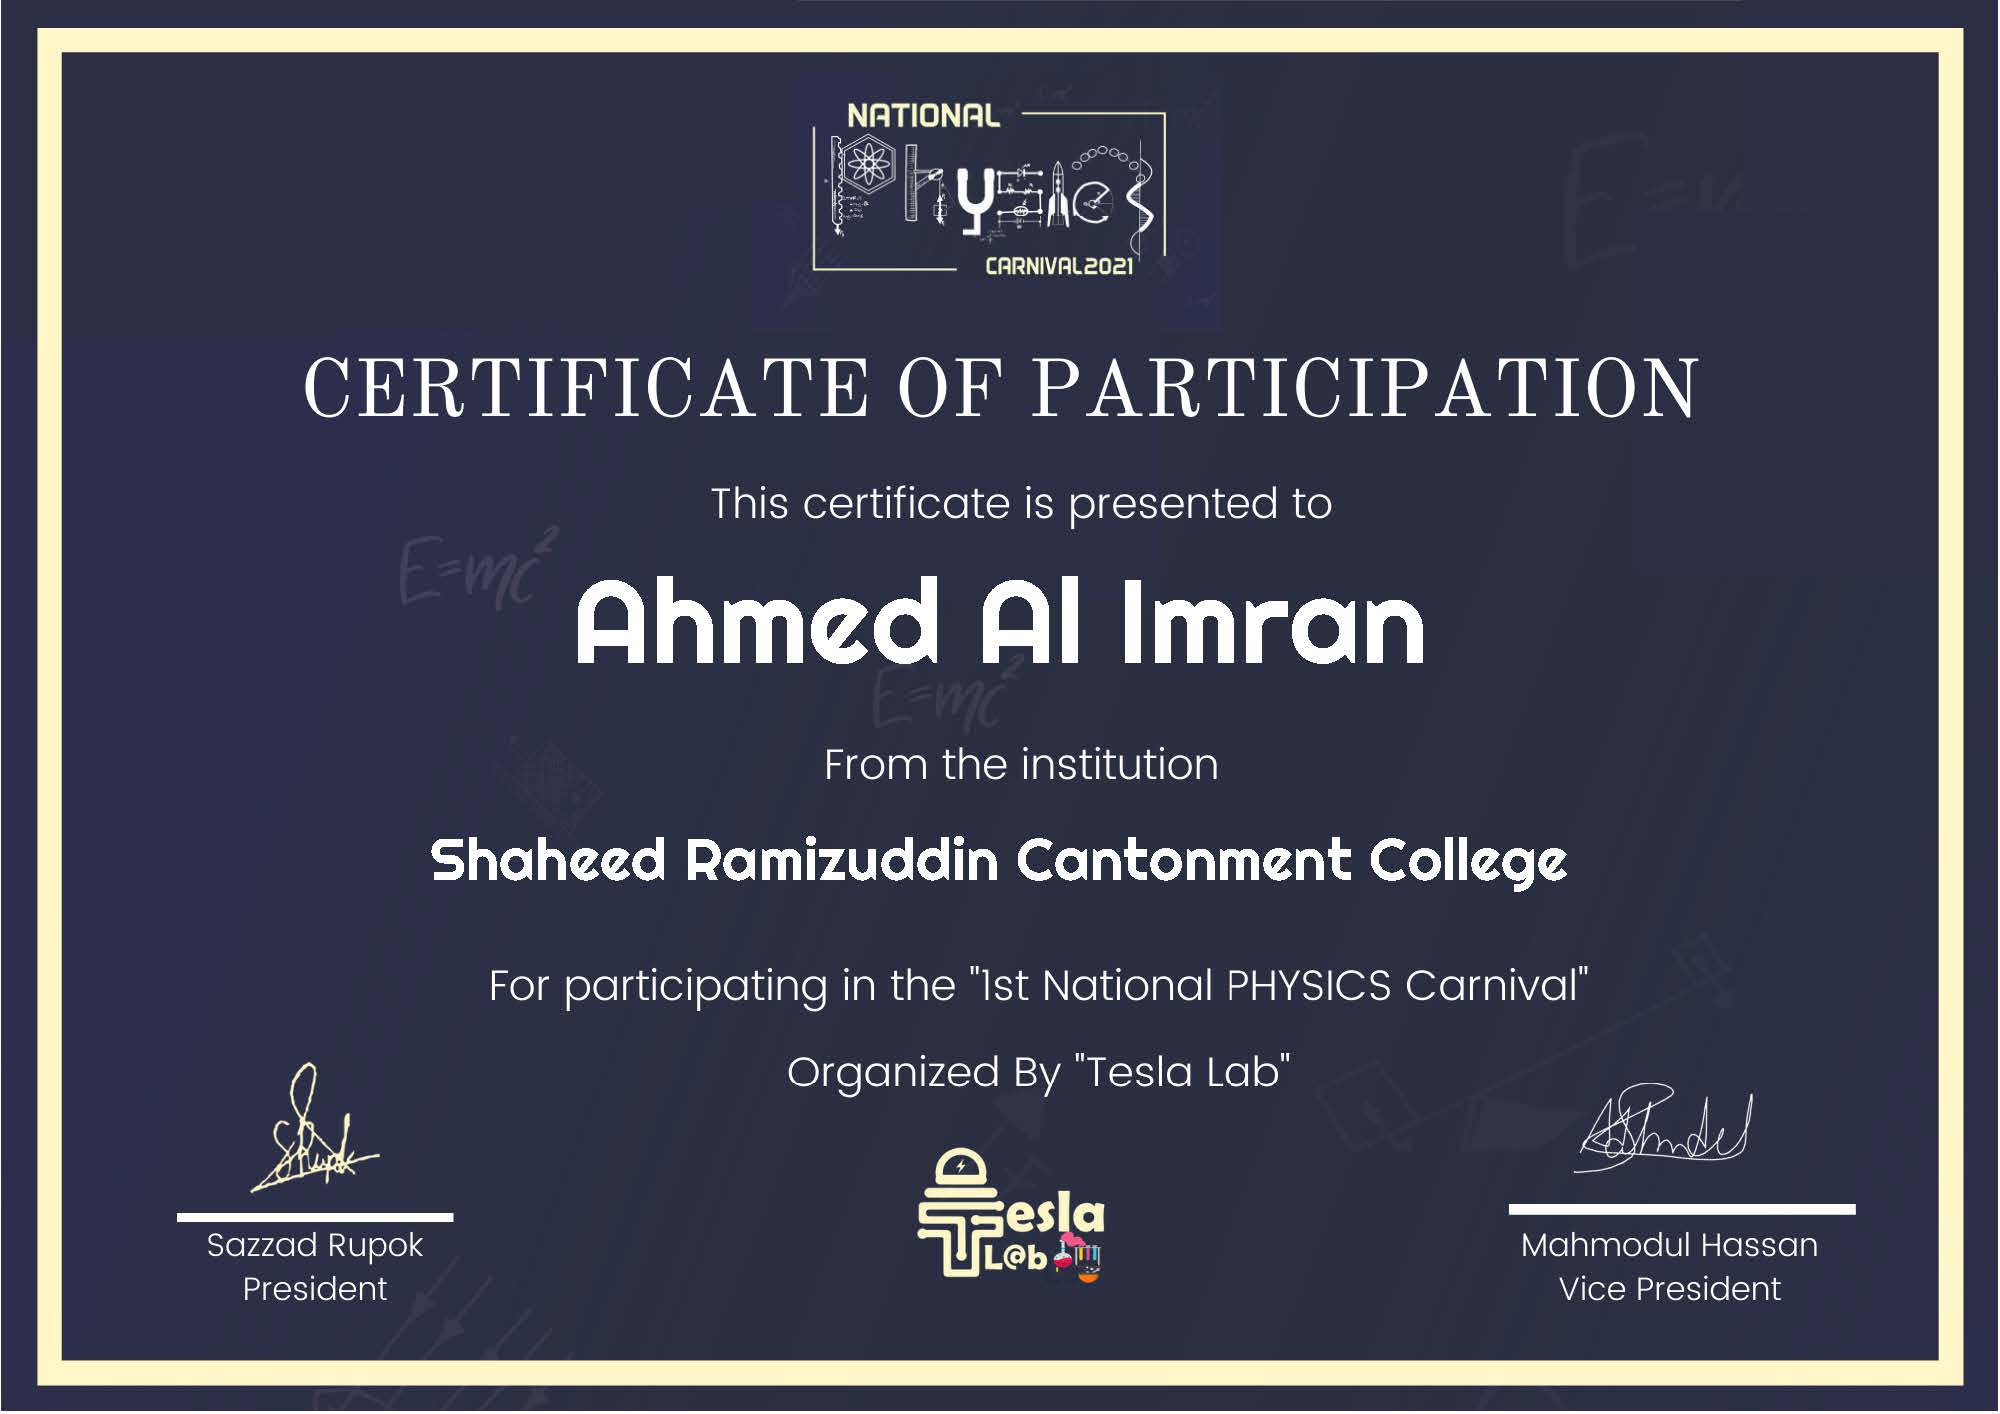 NATIONAL
Physics
CARNIVAL2021
CERTIFICATE OF PARTICIPATION
This certificate is presented to
E=mc²
Ahmed Al Imran
E=mc²
From the institution
Shaheed Ramizuddin Cantonment College
For participating in the "1st National PHYSICS Carnival"
Organized By "Tesla Lab"
Tesla
L@b
Sazzad Rupok
President
Mahmodul Hassan
Vice President